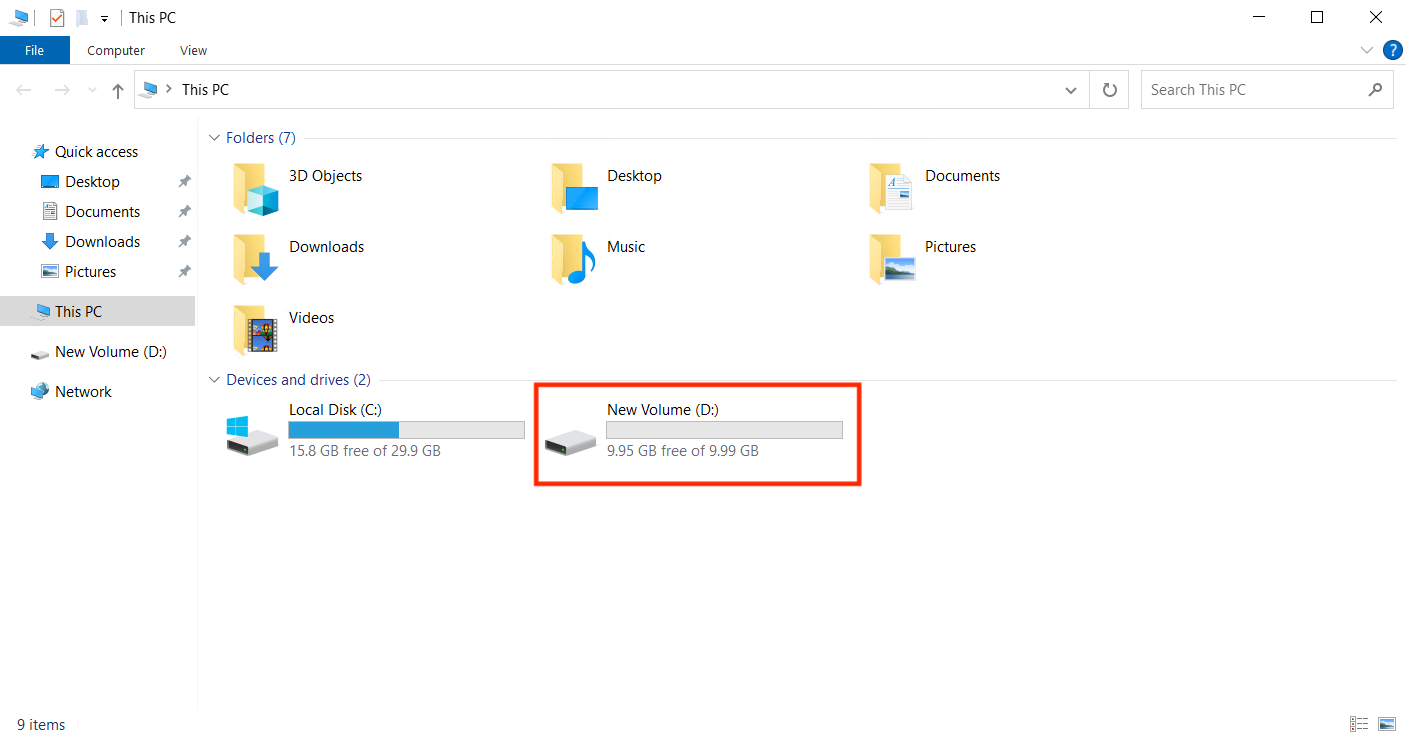 This PC
File Computer View ?
This PC Search This PC
Quick access
Desktop
Documents
Downloads
Pictures
This PC
New Volume (D:)
Network
Folders (7)
3D Objects Desktop Documents
Downloads Music Pictures
Videos
Devices and drives (2)
Local Disk (C:) New Volume (D:)
15.8 GB free of 29.9 GB 9.95 GB free of 9.99 GB
9 items